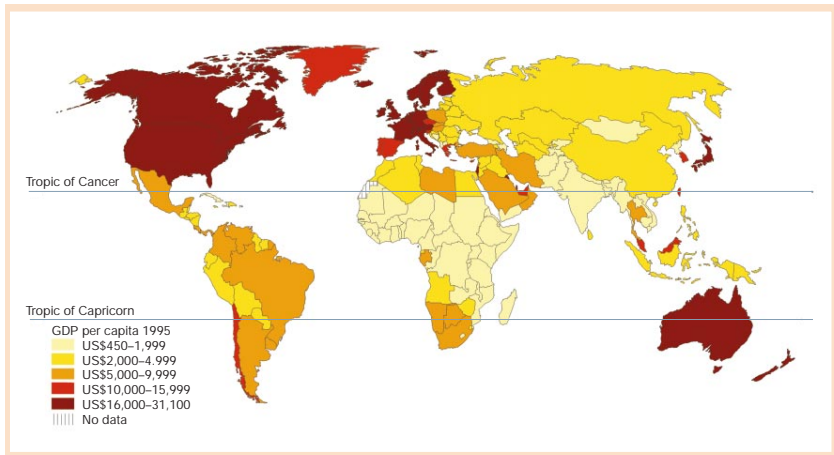 Tropic of Cancer
Tropic of Capricorn
GDP per capita 1995
US$450–1,999
US$2,000–4.999
US$5,000–9,999
US$10,000–15,999
US$16,000–31,100
No data